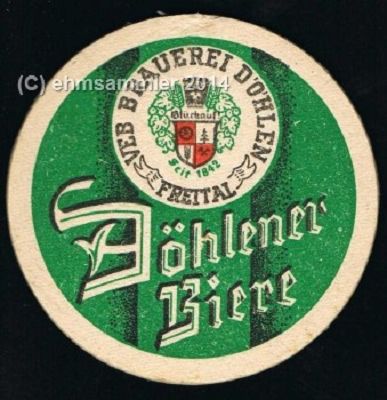 (C) ehmsammler 2014
VEB BRAUEREI DÖHLEN
Glückauf
Seit 1842
FREITAL
Döhlener
Biere